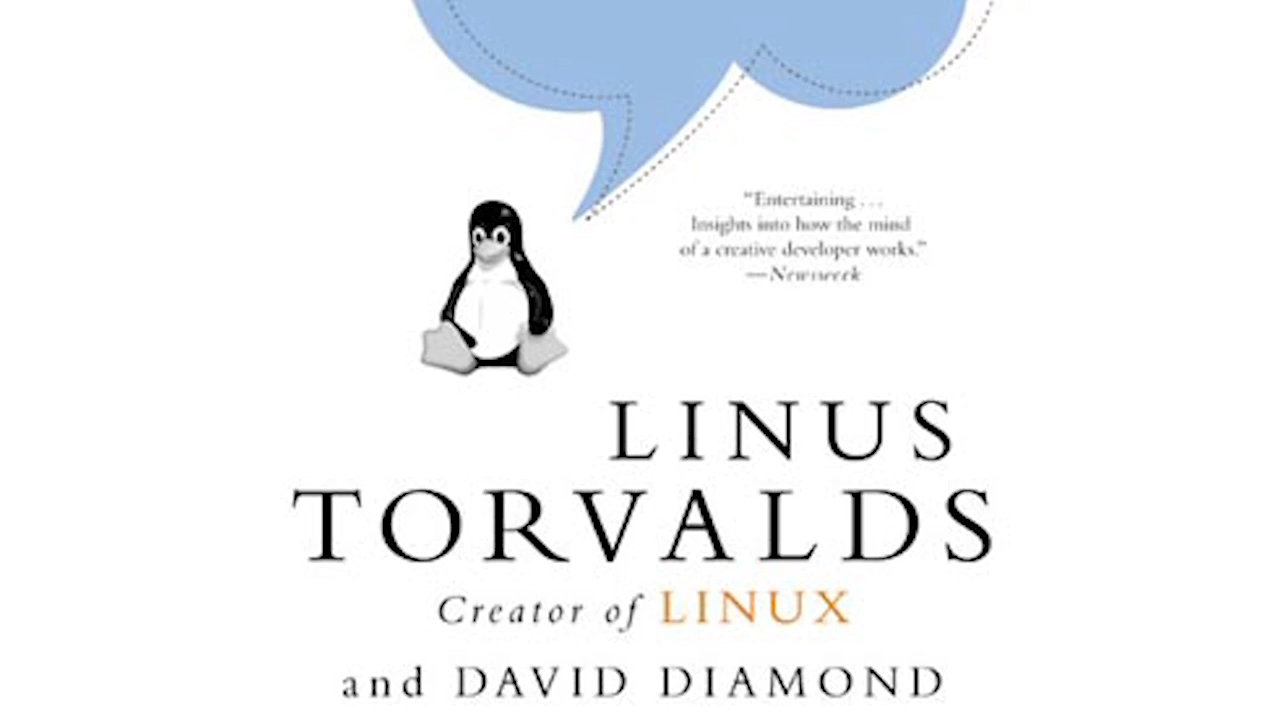 “Entertaining . . .
Insights into how the mind
of a creative developer works.”
—Newsweek
LINUS
TORVALDS
Creator of LINUX
and DAVID DIAMOND